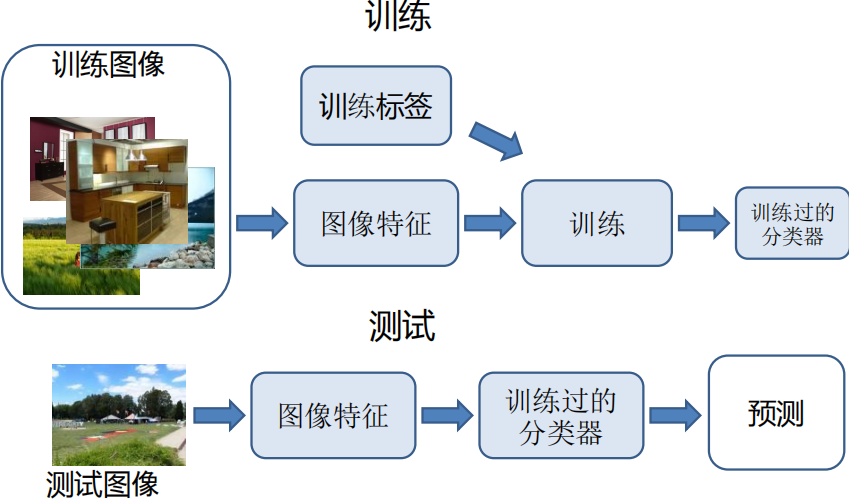 训练
训练图像
训练标签
图像特征
训练
训练过的
分类器
测试
图像特征
训练过的
分类器
预测
测试图像